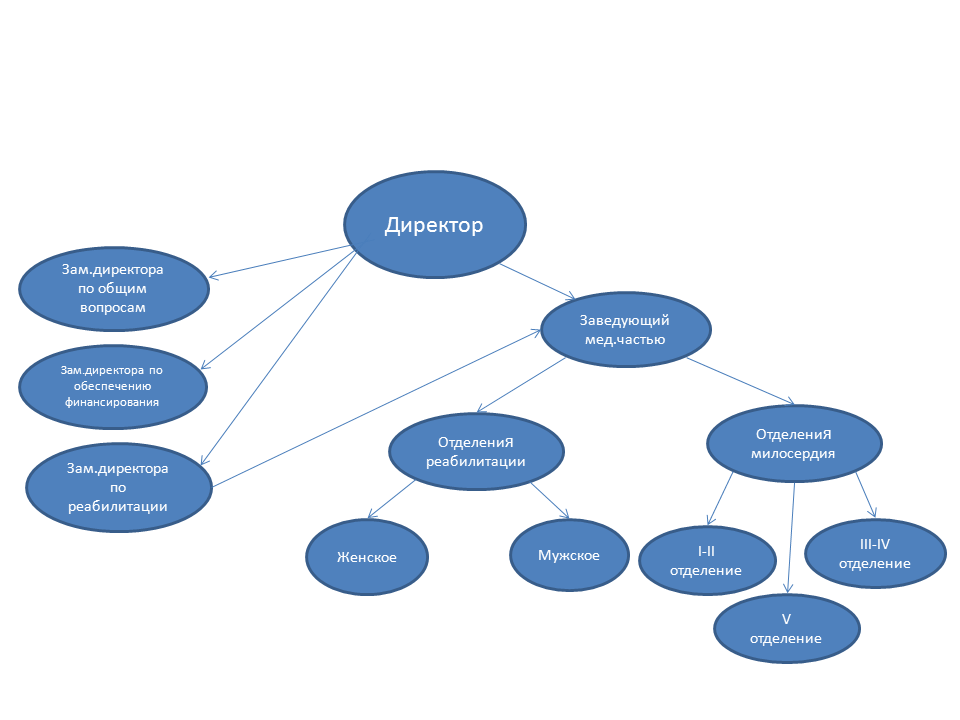 Директор
Зам.директора
по общим
вопросам
Зам.директора по
обеспечению
финансирования
Зам.директора
по
реабилитации
Заведующий
мед.частью
ОтделениЯ
реабилитации
ОтделениЯ
милосердия
Женское
Мужское
I-II
отделение
III-IV
отделение
V
отделение